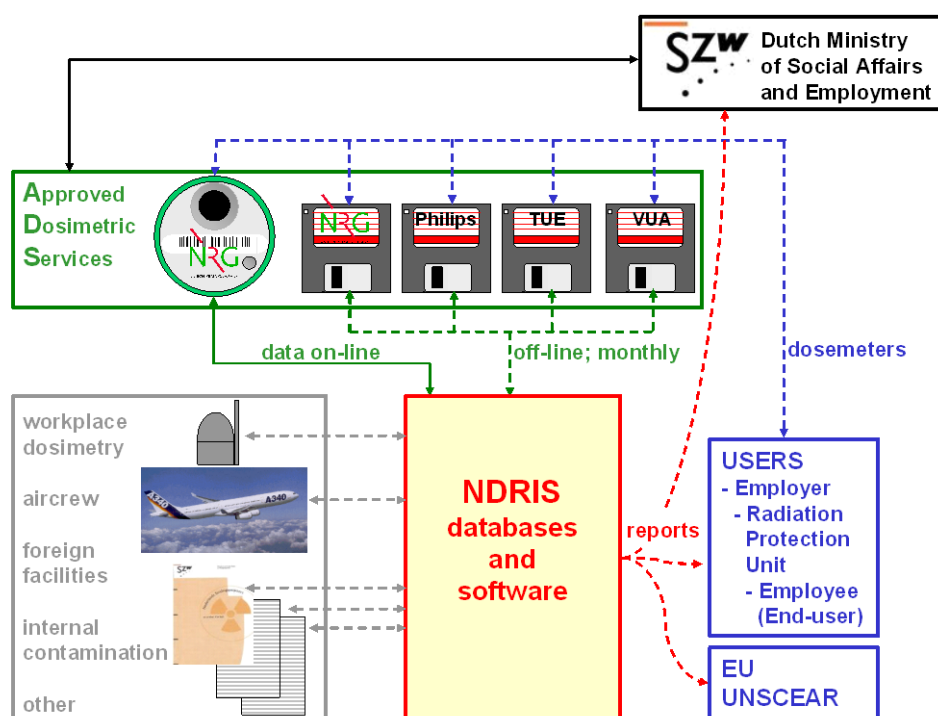 SZW Dutch Ministry
of Social Affairs
and Employment
Approved
Dosimetric
Services
NRG
NRG
Philips
TUE
VUA
data on-line
off-line; monthly
dosemeters
workplace
dosimetry
aircrew
A340
A340
foreign
facilities
SZW
internal
contamination
other
NDRIS
databases
and
software
reports
USERS
- Employer
- Radiation
Protection
Unit
- Employee
(End-user)
EU
UNSCEAR